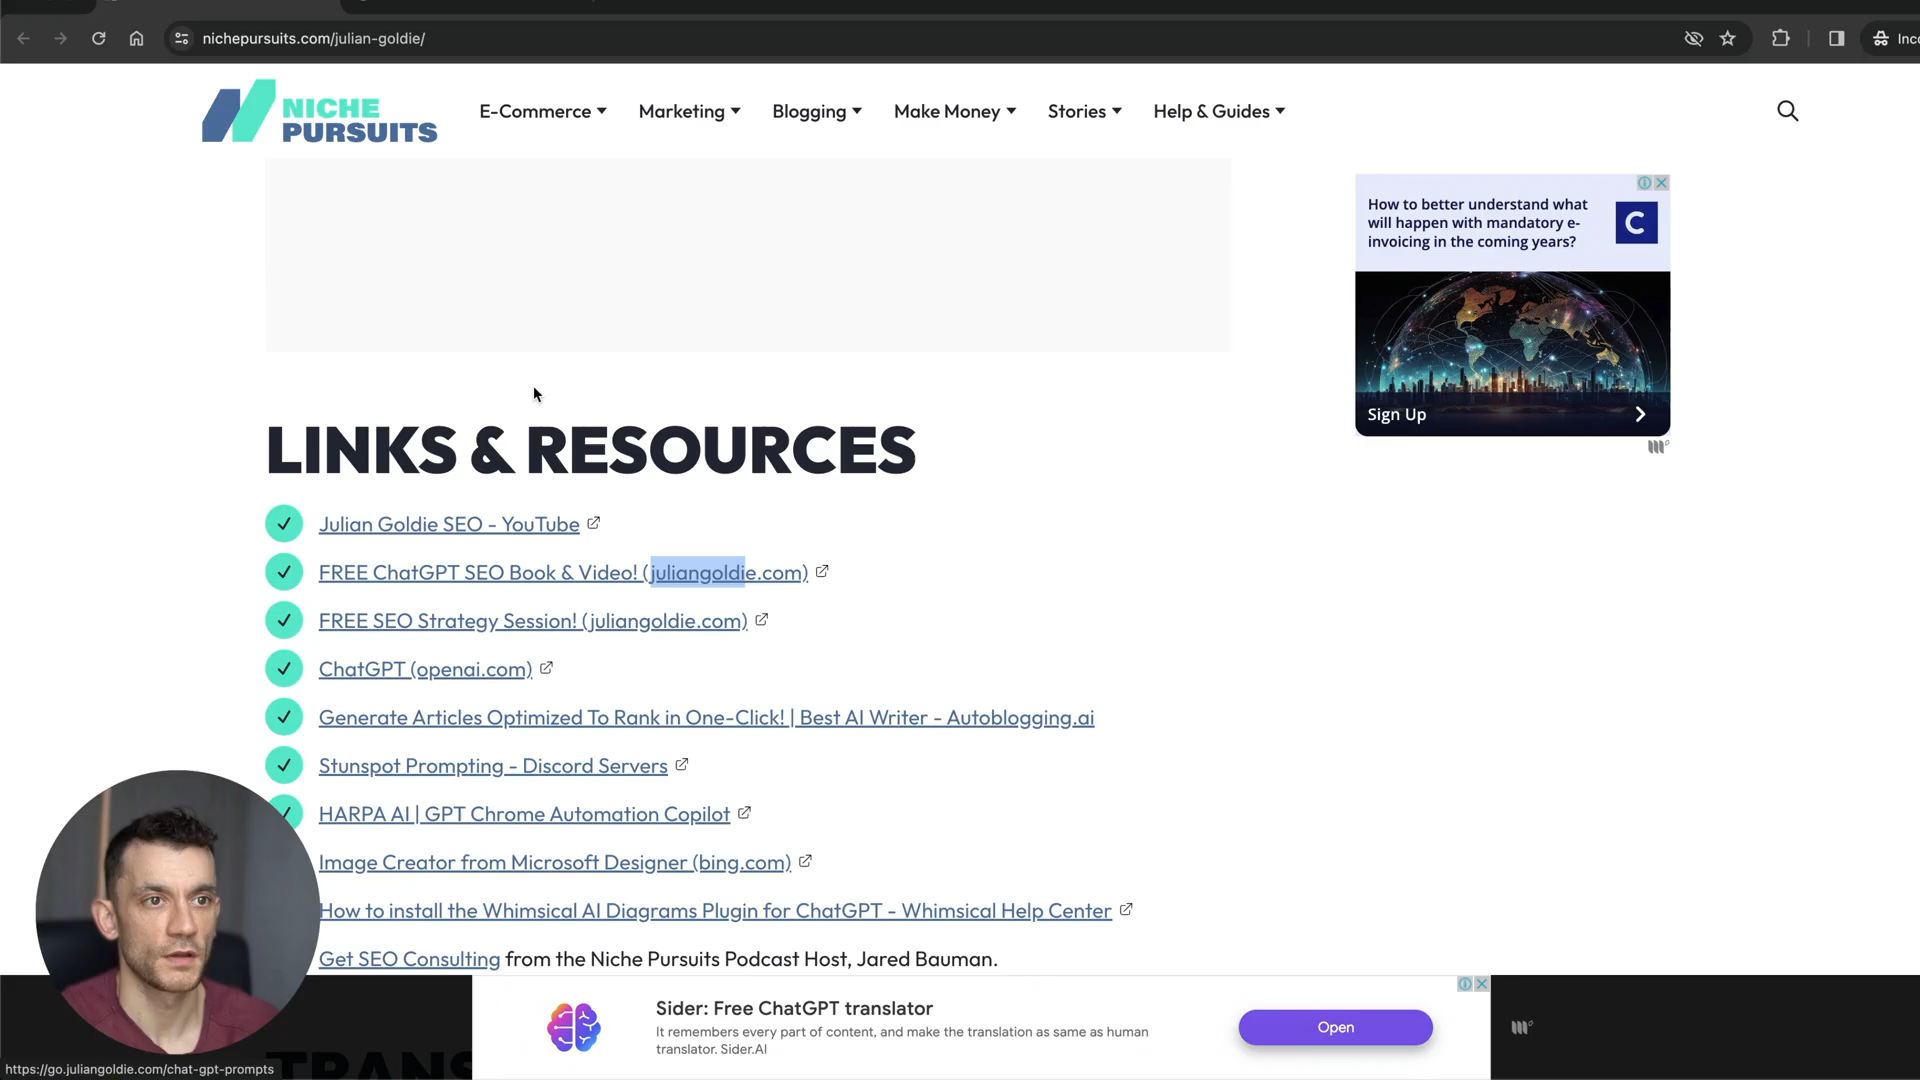 nichepursuits.com/julian-goldie/
Inco
NICHE
PURSUITS
E-Commerce
Marketing
Blogging
Make Money
Stories
Help & Guides
How to better understand what
will happen with mandatory e-
invoicing in the coming years?
C
Sign Up
LINKS & RESOURCES
Julian Goldie SEO - YouTube
FREE ChatGPT SEO Book & Video! (juliangoldie.com)
FREE SEO Strategy Session! (juliangoldie.com)
ChatGPT (openai.com)
Generate Articles Optimized To Rank in One-Click! | Best AI Writer - Autoblogging.ai
Stunspot Prompting - Discord Servers
HARPA AI | GPT Chrome Automation Copilot
Image Creator from Microsoft Designer (bing.com)
How to install the Whimsical AI Diagrams Plugin for ChatGPT - Whimsical Help Center
Get SEO Consulting from the Niche Pursuits Podcast Host, Jared Bauman.
Sider: Free ChatGPT translator
It remembers every part of content, and make the translation as same as human
translator. Sider.AI
Open
TRANS
https://go.juliangoldie.com/chat-gpt-prompts